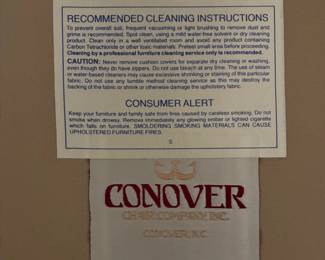 RECOMMENDED CLEANING INSTRUCTIONS
To prevent overall soil, frequent vacuuming or light brushing to remove dust and
grime is recommended. Spot clean, using a mild water-free solvent or dry cleaning
product. Clean only in a well ventilated room and avoid any product containing
Carbon Tetrachloride or other toxic materials. Pretest small area before proceeding.
Cleaning by a professional furniture cleaning service only is recommended.
CAUTION: Never remove cushion covers for separate dry cleaning or washing,
even though they do have zippers. Do not use bleach at any time. The use of steam
or water-based cleaners may cause excessive shrinking or staining of this particular
fabric. Do not use any tumble method cleaning service as this may destroy the
backing of the fabric or shrink or otherwise damage the upholstery fabric.
CONSUMER ALERT
Keep your furniture and family safe from fires caused by careless smoking. Do not
smoke when drowsy. Remove immediately any glowing ember or lighted cigarette
which falls on furniture. SMOLDERING SMOKING MATERIALS CAN CAUSE
UPHOLSTERED FURNITURE FIRES.
S
CONOVER
CHAIR COMPANY, INC.
CONOVER, N.C.